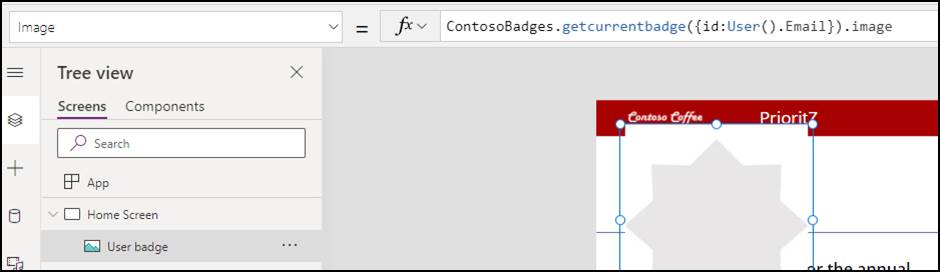 Image
= fx ContosoBadges.getcurrentbadge({id:User().Email}).image
Tree view
Screens Components
Search
App
Home Screen
User badge ...
Contoso Coffee PrioritZ
or the annual